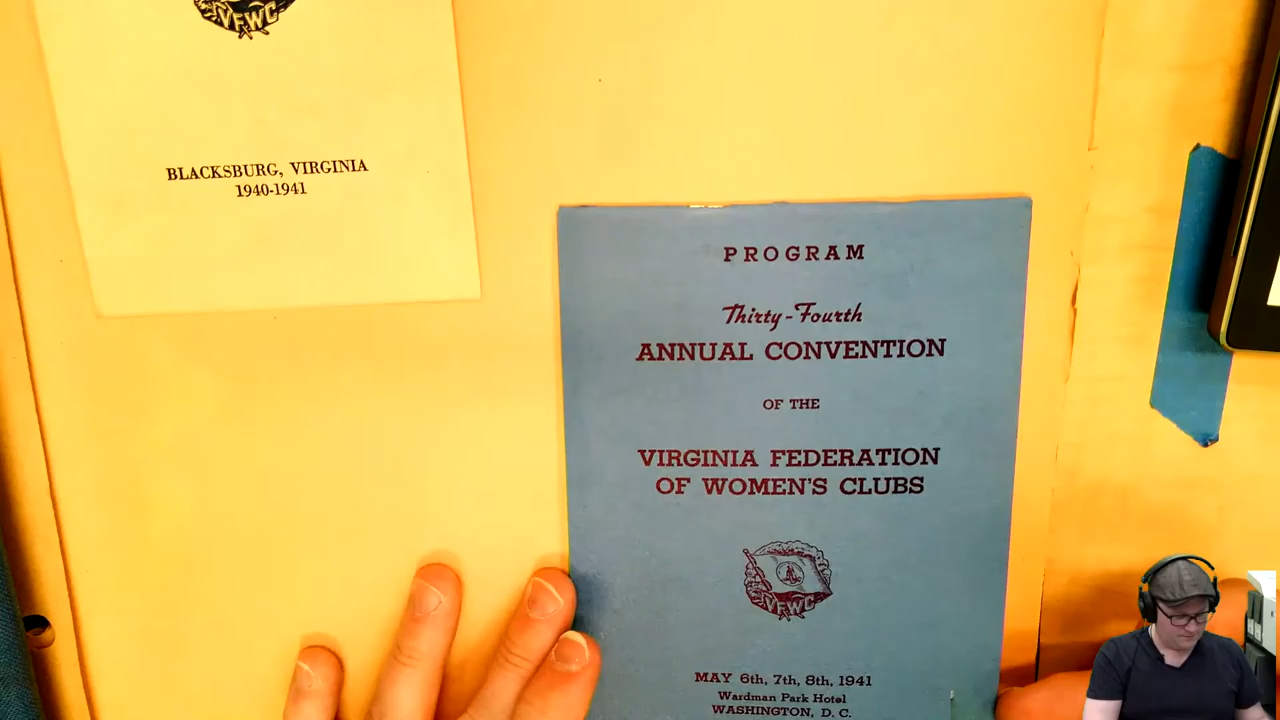 VFWC
BLACKSBURG, VIRGINIA
1940-1941
PROGRAM
Thirty-Fourth
ANNUAL CONVENTION
OF THE
VIRGINIA FEDERATION
OF WOMEN'S CLUBS
VFWC
MAY 6th, 7th, 8th, 1941
Wardman Park Hotel
WASHINGTON, D. C.